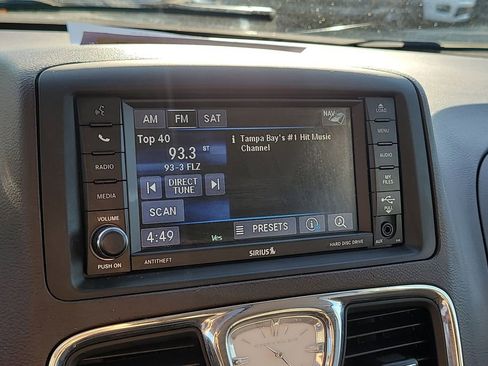 AM FM SAT NAV
Top 40
i Tampa Bay's #1 Hit Music
Channel
93.3 ST
93-3 FLZ
DIRECT
TUNE
SCAN
4:49
PRESETS
i
RADIO
MEDIA
VOLUME
PUSH ON
ANTITHEFT
SIRIUS
HARD DISC DRIVE
LOAD
MENU
AUDIO
MY
FILES
PULL
AUX